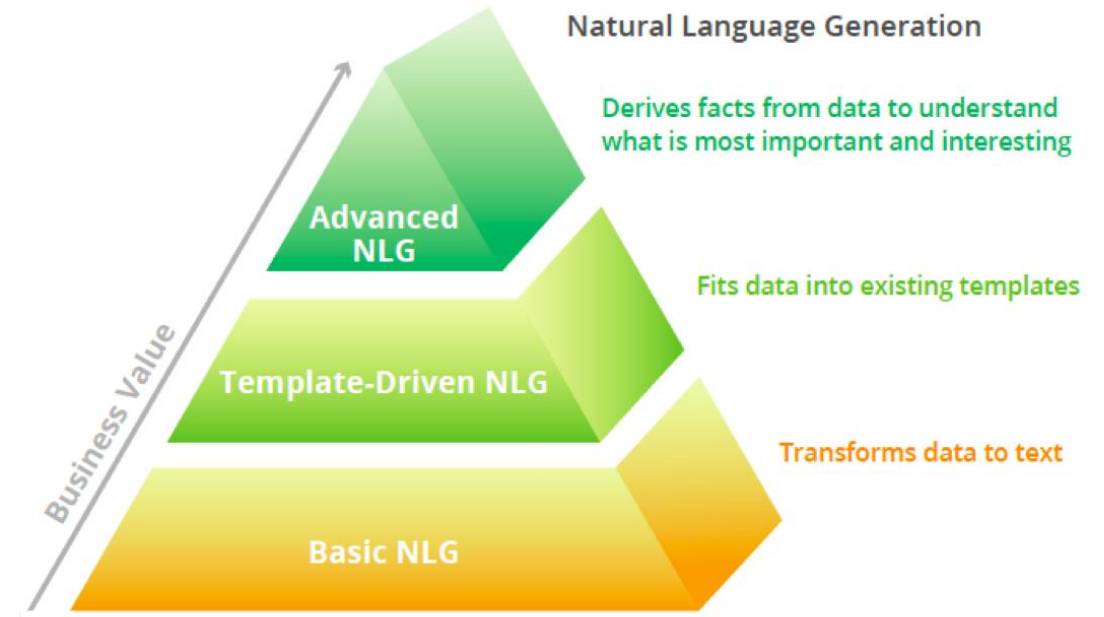 Natural Language Generation
Derives facts from data to understand
what is most important and interesting
Advanced
NLG
Fits data into existing templates
Template-Driven NLG
Business Value
Transforms data to text
Basic NLG